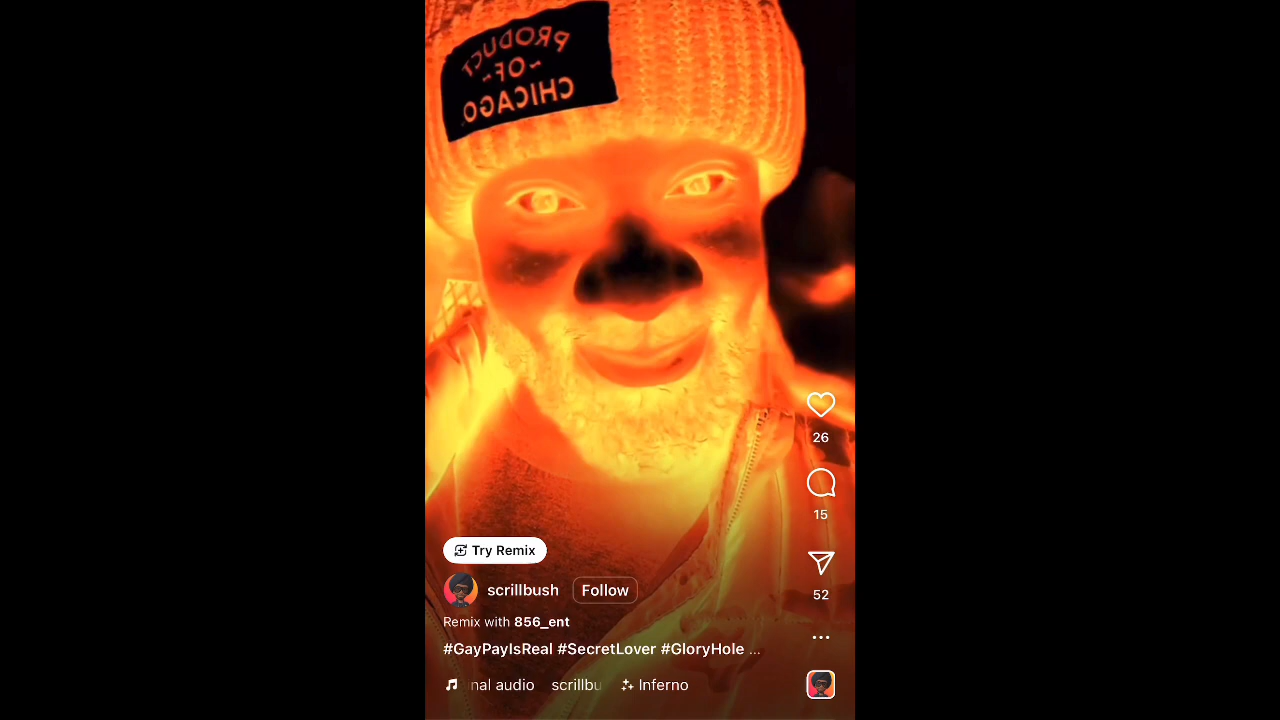 PRODUCT
~OF~
CHICAGO
26
15
Try Remix
scrillbush Follow
52
Remix with 856_ent
#GayPayIsReal #SecretLover #GloryHole ...
nal audio scrillbu Inferno